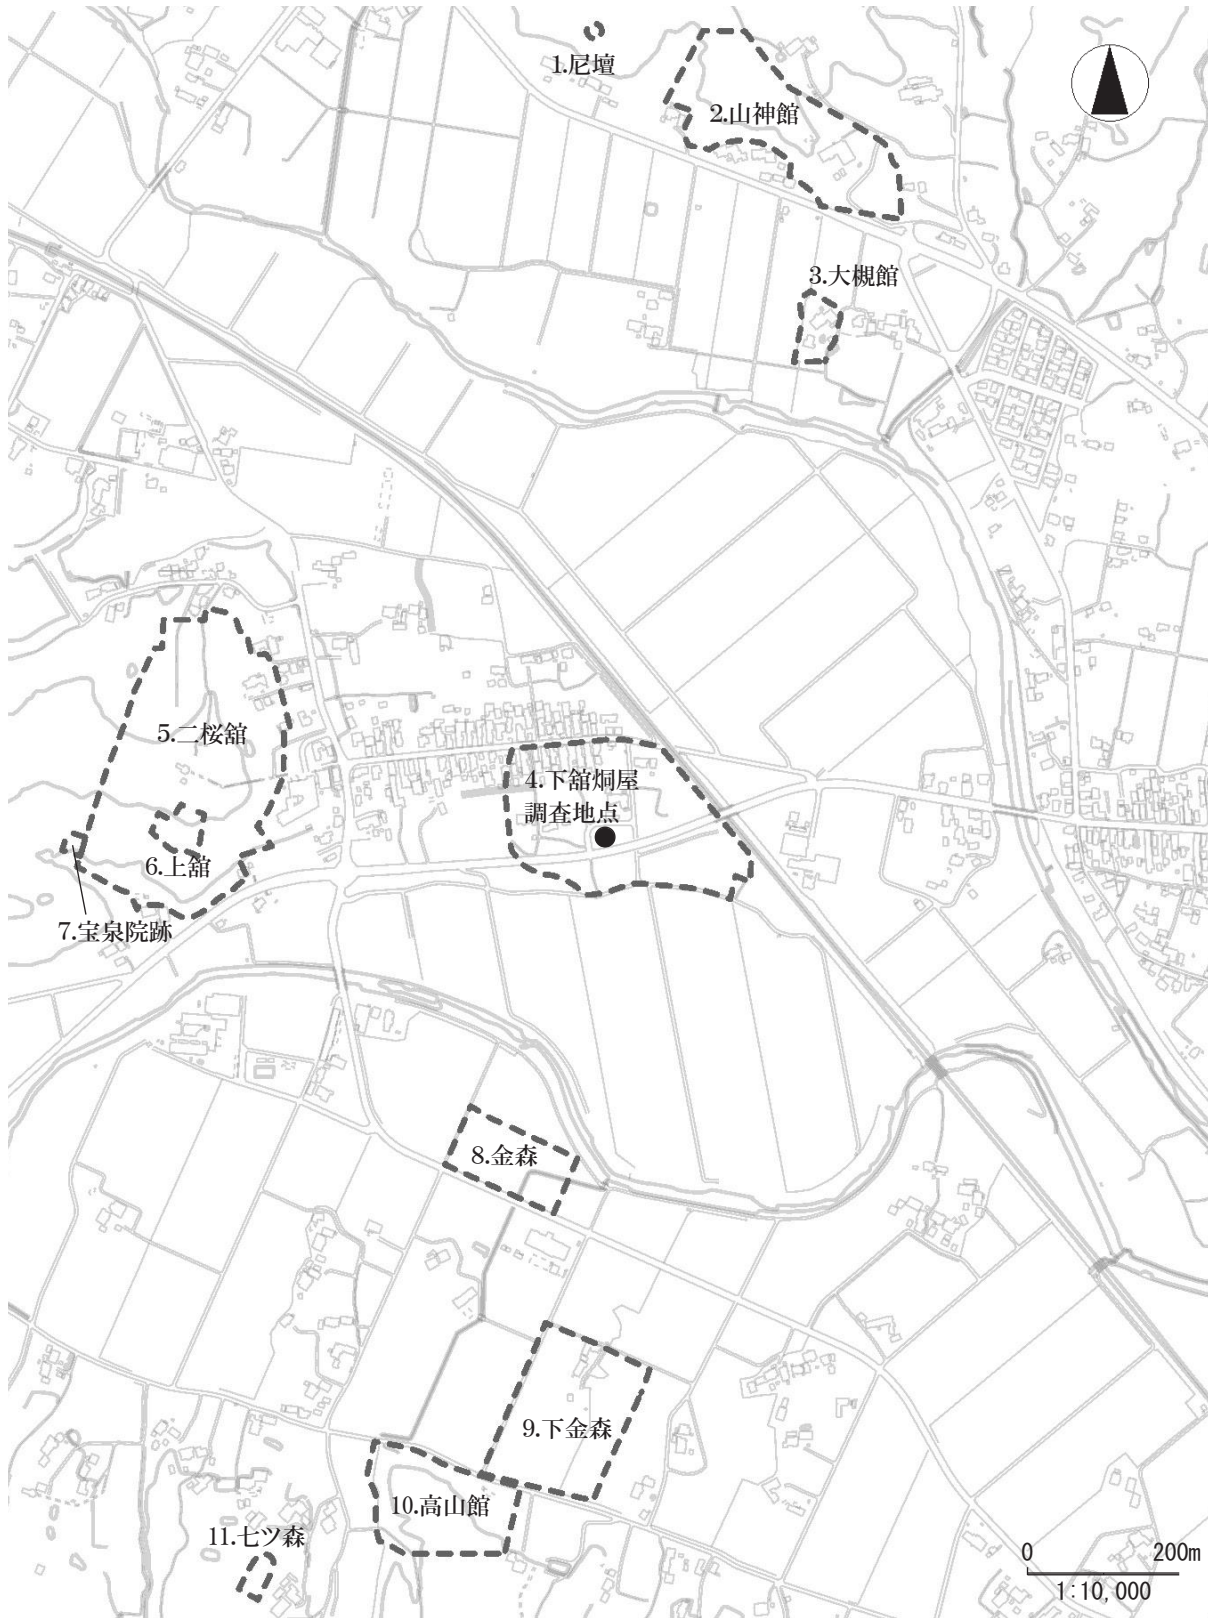 1.尼壇
2.山神館
3.大槻館
4.下舘烔屋
調査地点
5.二桜舘
6.上舘
7.宝泉院跡
8.金森
9.下金森
10.高山館
11.七ツ森
0 200m
1:10,000